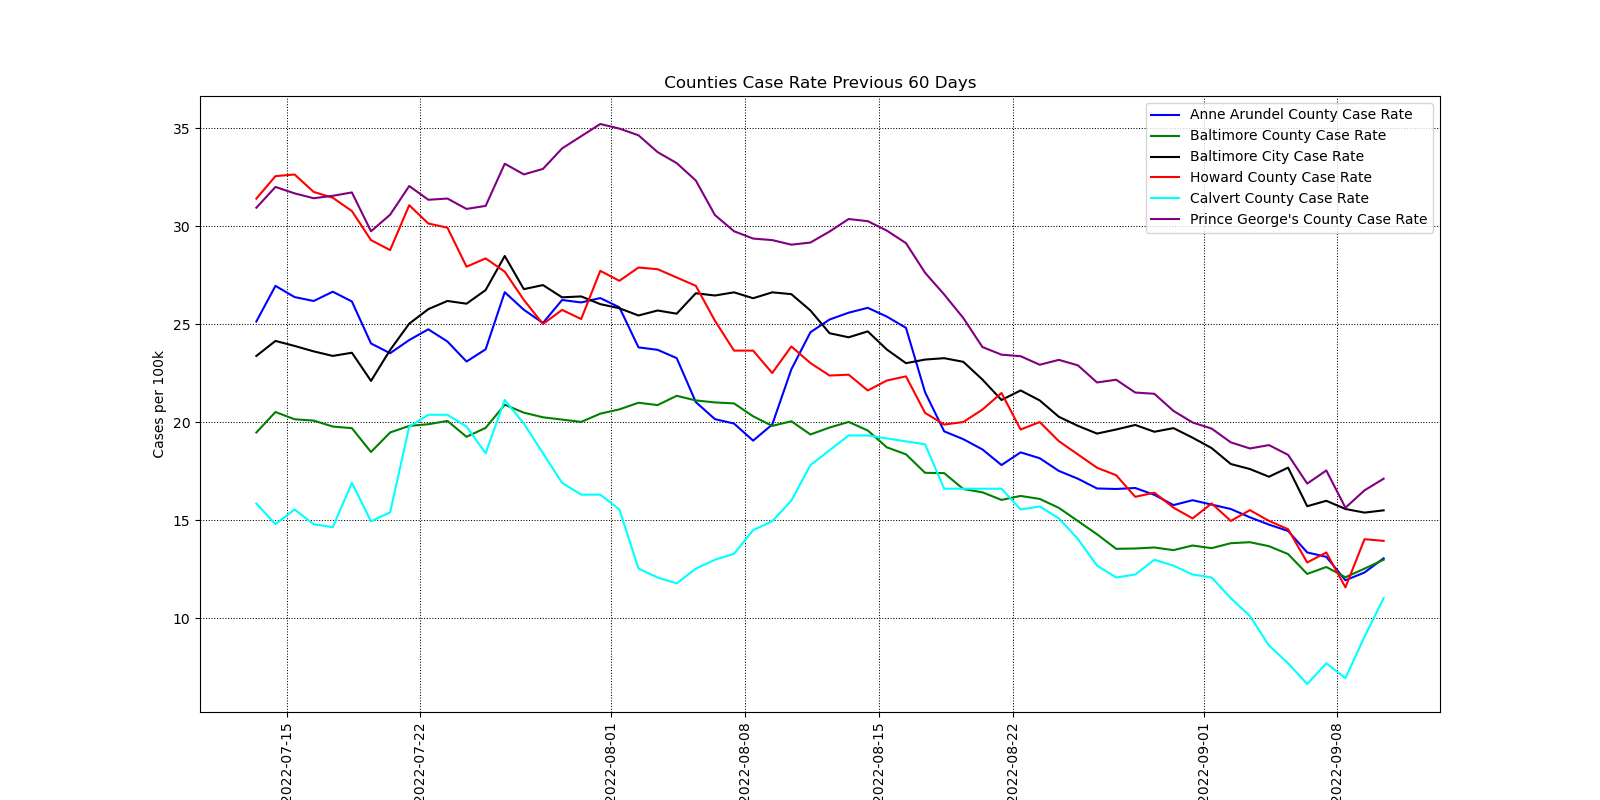 Counties Case Rate Previous 60 Days
Cases per 100k
35
30
25
20
15
10
Anne Arundel County Case Rate
Baltimore County Case Rate
Baltimore City Case Rate
Howard County Case Rate
Calvert County Case Rate
Prince George's County Case Rate
2022-07-15
2022-07-22
2022-08-01
2022-08-08
2022-08-15
2022-08-22
2022-09-01
2022-09-08